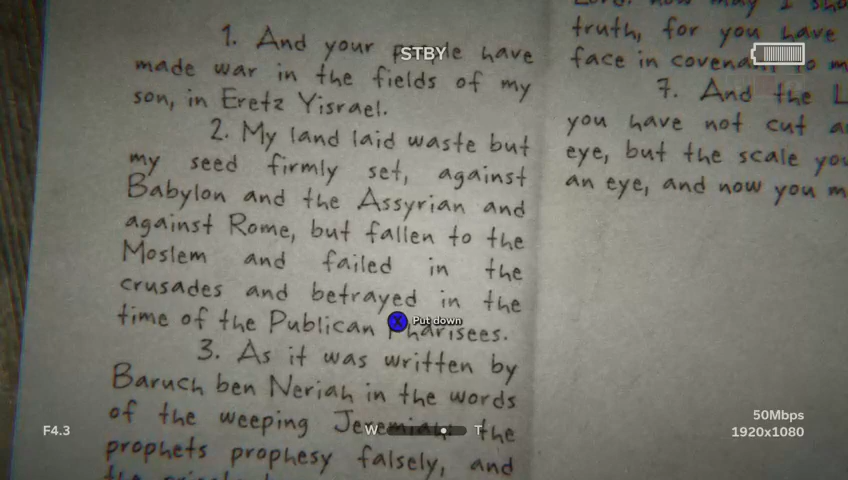 1. And your people have
made war in the fields of my
son, in Eretz Yisrael.
2. My land laid waste but
my seed firmly set, against
Babylon and the Assyrian and
against Rome, but fallen to the
Moslem and failed in the
crusades and betrayed in the
time of the Publican Pharisees.
3. As it was written by
Baruch ben Neriah in the words
of the weeping Jeremiah: the
prophets prophesy falsely, and
truth, for you have
face in covenant to m
7. And the L
you have not cut a
eye, but the scale you
an eye, and now you m
STBY
X Put down
F4.3
W T
50Mbps
1920x1080